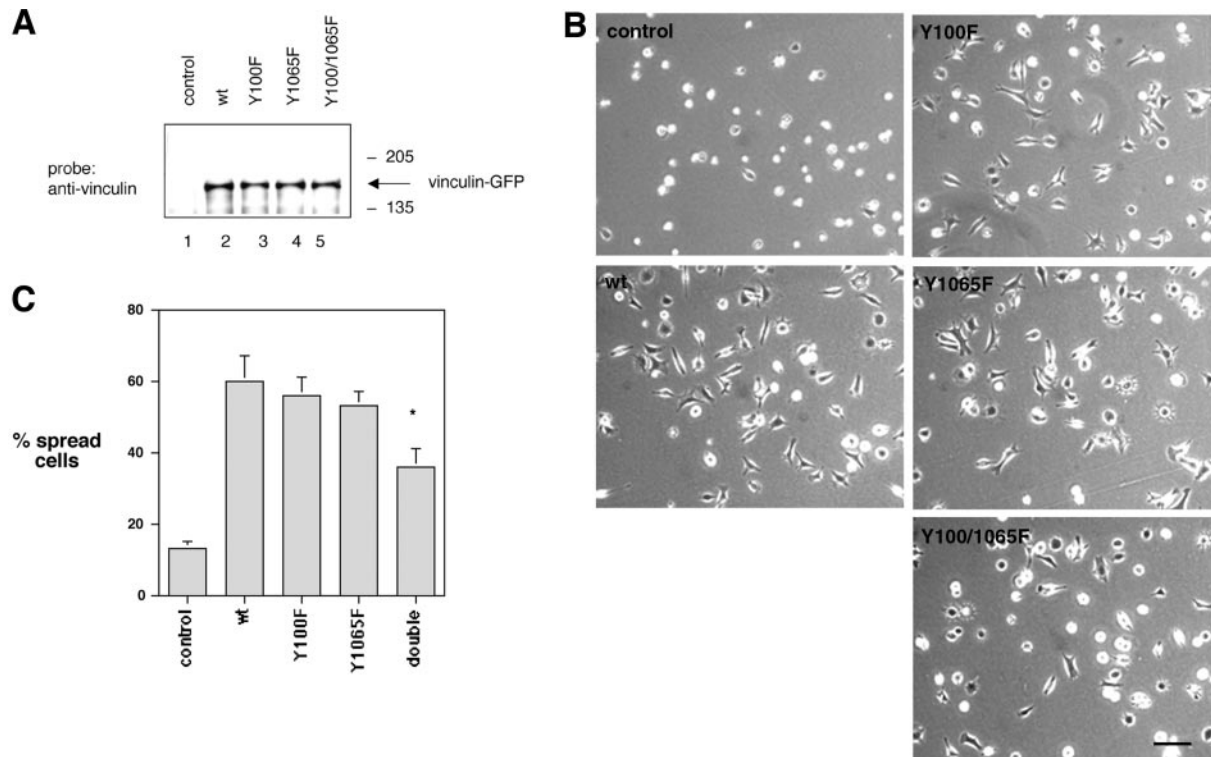 A
control
wt
Y100F
Y1065F
Y100/1065F
probe:
anti-vinculin
– 205
vinculin-GFP
– 135
1 2 3 4 5
B
control
Y100F
wt
Y1065F
Y100/1065F
C
80
60
40
20
0
% spread
cells
*
control
wt
Y100F
Y1065F
double